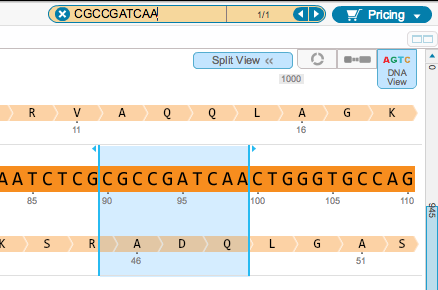 CGCCGATCAA 1/1 Pricing
Split View «
1000
AGTC
DNA
View
R V A Q Q L A G K
11 16
AATCTCGCGCCGATCAACTGGGTGCCAG
85 90 95 100 105 110
K S R A D Q L G A S
46 51
0
945